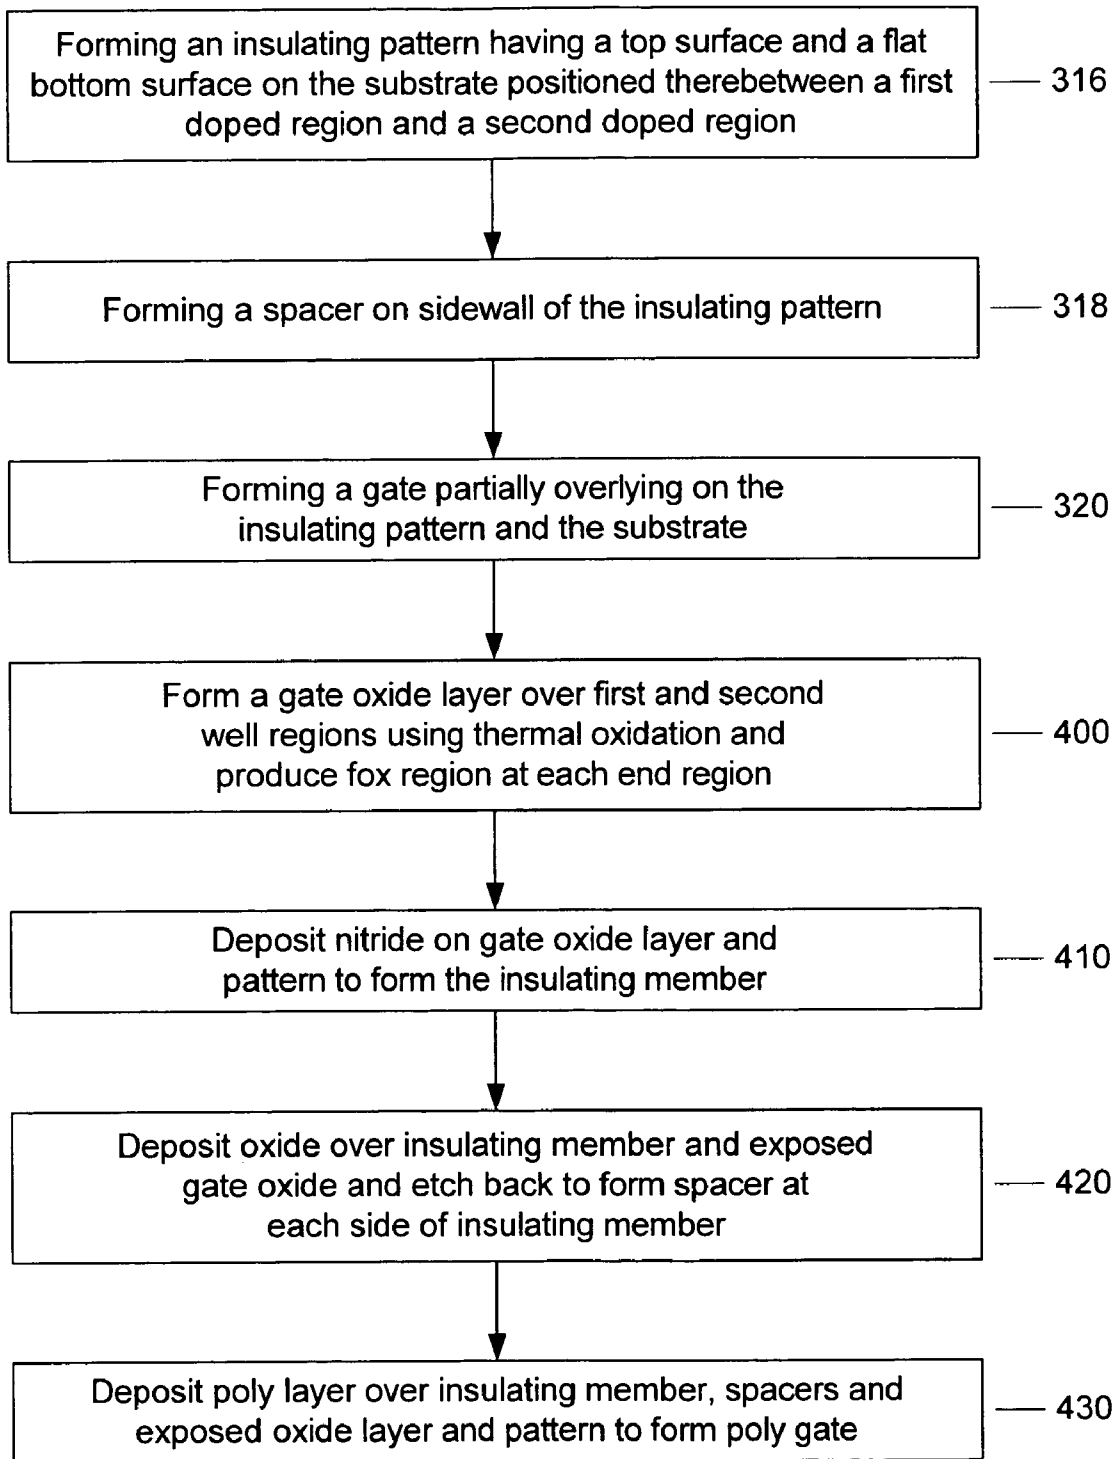 Forming an insulating pattern having a top surface and a flat
bottom surface on the substrate positioned therebetween a first
doped region and a second doped region
316
Forming a spacer on sidewall of the insulating pattern
318
Forming a gate partially overlying on the
insulating pattern and the substrate
320
Form a gate oxide layer over first and second
well regions using thermal oxidation and
produce fox region at each end region
400
Deposit nitride on gate oxide layer and
pattern to form the insulating member
410
Deposit oxide over insulating member and exposed
gate oxide and etch back to form spacer at
each side of insulating member
420
Deposit poly layer over insulating member, spacers and
exposed oxide layer and pattern to form poly gate
430